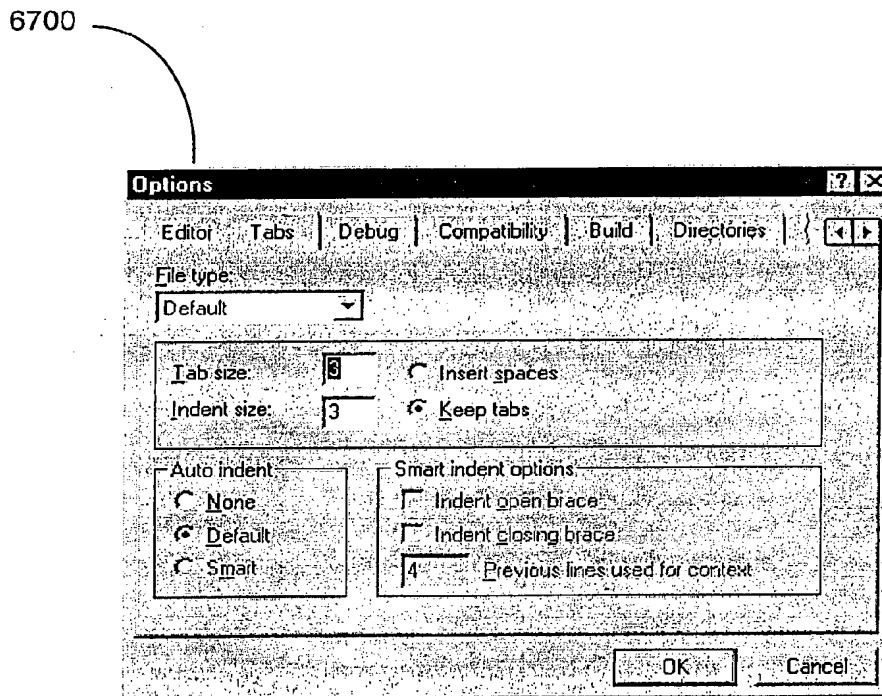 6700
Options
Editor Tabs Debug Compatibility Build Directories
File type:
Default
Tab size: 3 Insert spaces
Indent size: 3 Keep tabs
Auto indent Smart indent options
None Indent open brace
Default Indent closing brace
Smart 4 Previous lines used for context
OK Cancel